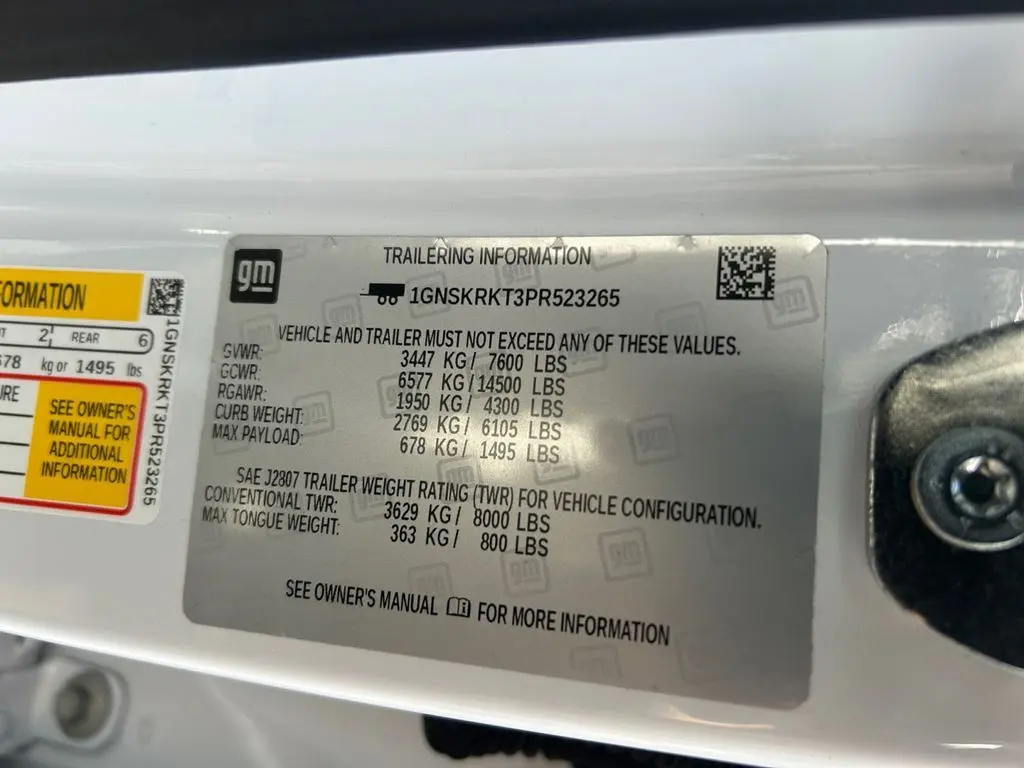 gm
TRAILERING INFORMATION
1GNSKRKT3PR523265
VEHICLE AND TRAILER MUST NOT EXCEED ANY OF THESE VALUES.
GVWR: 3447 KG / 7600 LBS
GCWR: 6577 KG / 14500 LBS
RGAWR: 1950 KG / 4300 LBS
CURB WEIGHT: 2769 KG / 6105 LBS
MAX PAYLOAD: 678 KG / 1495 LBS
SAE J2807 TRAILER WEIGHT RATING (TWR) FOR VEHICLE CONFIGURATION.
CONVENTIONAL TWR: 3629 KG / 8000 LBS
MAX TONGUE WEIGHT: 363 KG / 800 LBS
SEE OWNER'S MANUAL FOR MORE INFORMATION
2 REAR 6
678 kg or 1495 lbs
SEE OWNER'S
MANUAL FOR
ADDITIONAL
INFORMATION
1GNSKRKT3PR523265